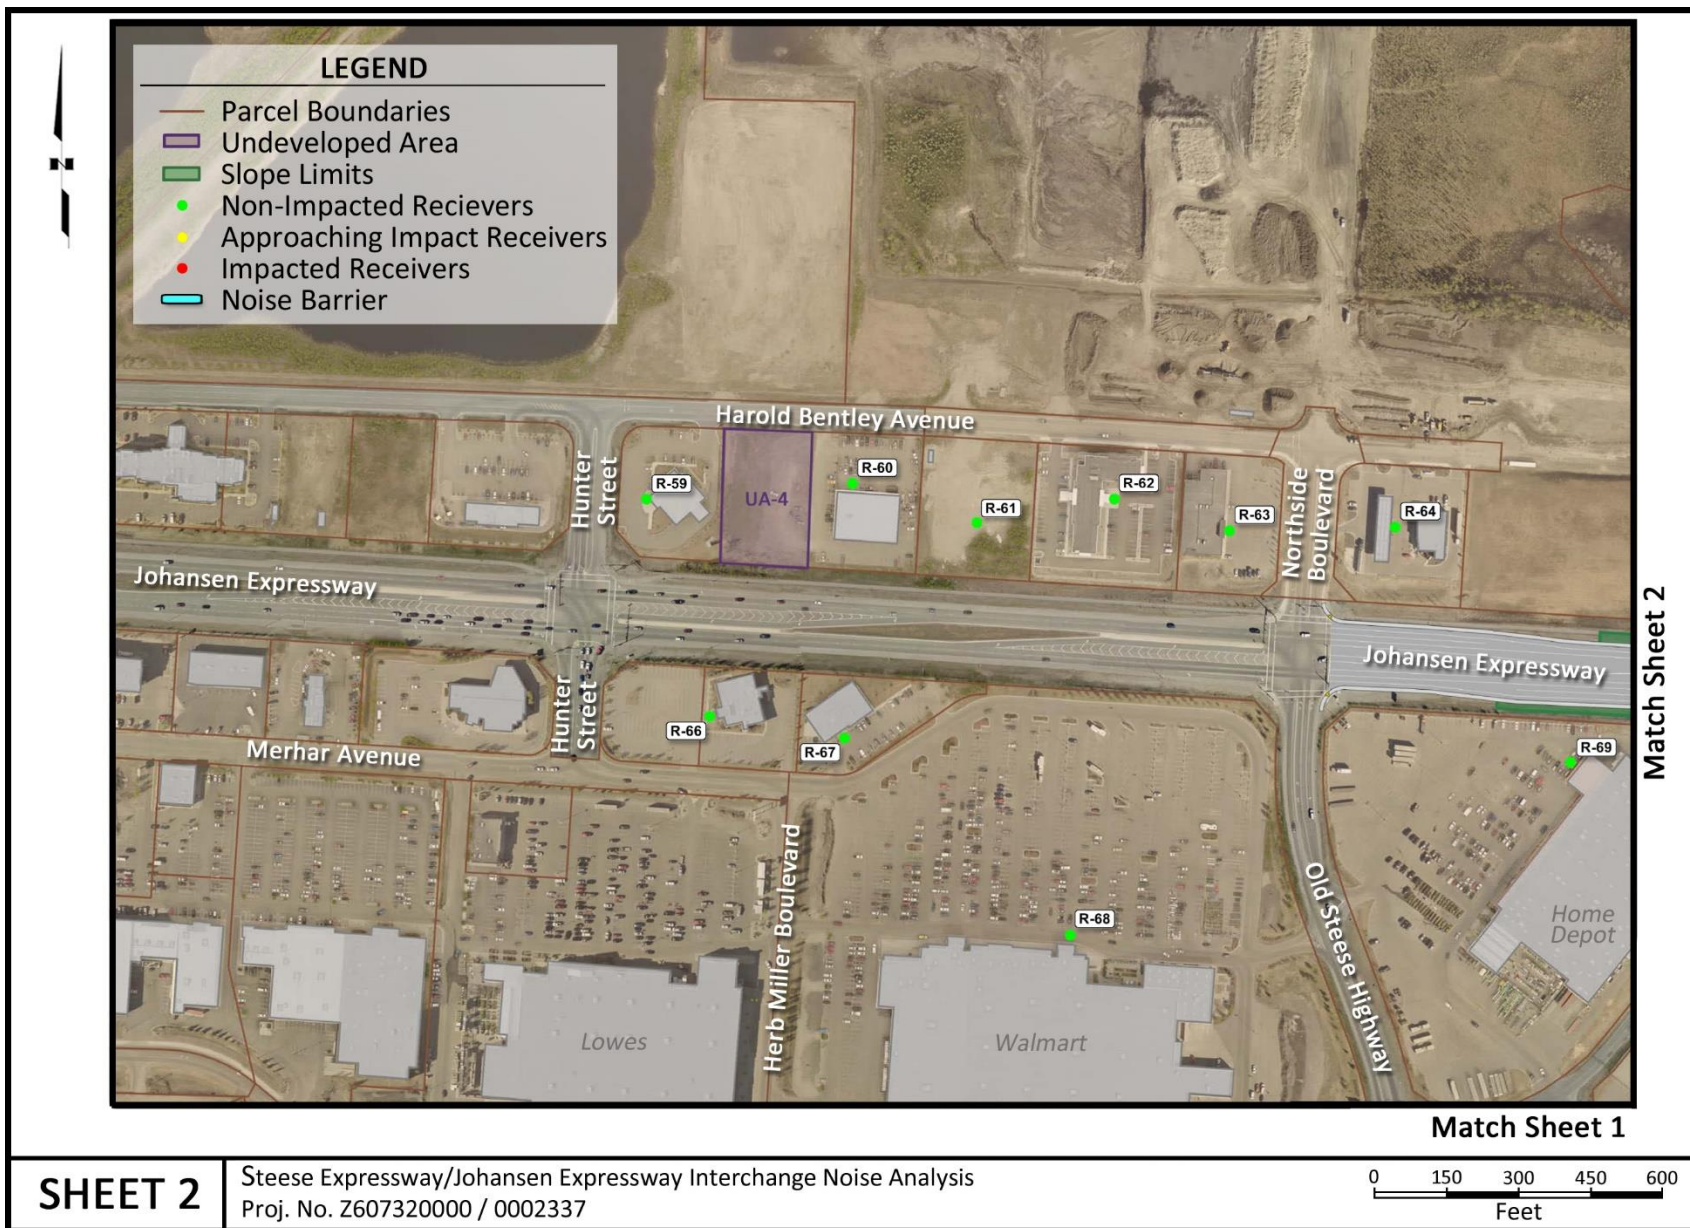 LEGEND
Parcel Boundaries
Undeveloped Area
Slope Limits
Non-Impacted Recievers
Approaching Impact Receivers
Impacted Receivers
Noise Barrier
N
Harold Bentley Avenue
Hunter
Street
R-59
UA-4
R-60
R-61
R-62
R-63
Northside
Boulevard
R-64
Johansen Expressway
Johansen Expressway
Match Sheet 2
Hunter
Street
R-66
R-67
R-69
Merhar Avenue
Herb Miller Boulevard
R-68
Old Steese Highway
Home
Depot
Lowes
Walmart
Match Sheet 1
SHEET 2
Steese Expressway/Johansen Expressway Interchange Noise Analysis
Proj. No. Z607320000 / 0002337
0 150 300 450 600
Feet